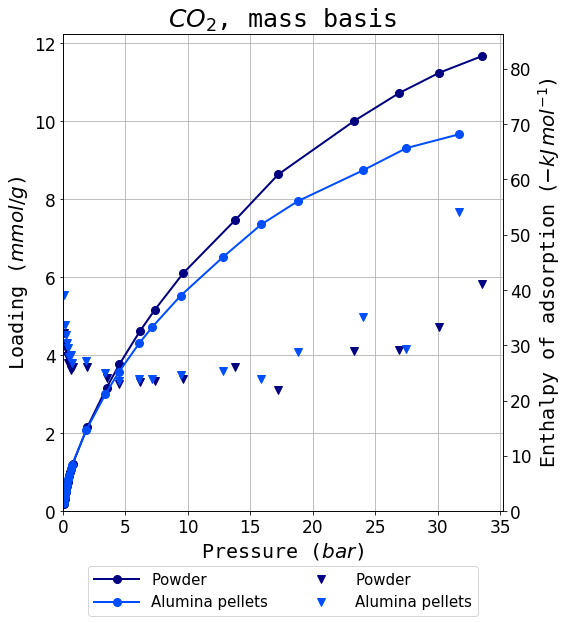 CO₂, mass basis
12
10
8
6
4
2
0
Loading (mmol/g)
80
70
60
50
40
30
20
10
0
Enthalpy of adsorption (−kJ mol⁻¹)
0 5 10 15 20 25 30 35
Pressure (bar)
Powder Powder
Alumina pellets Alumina pellets